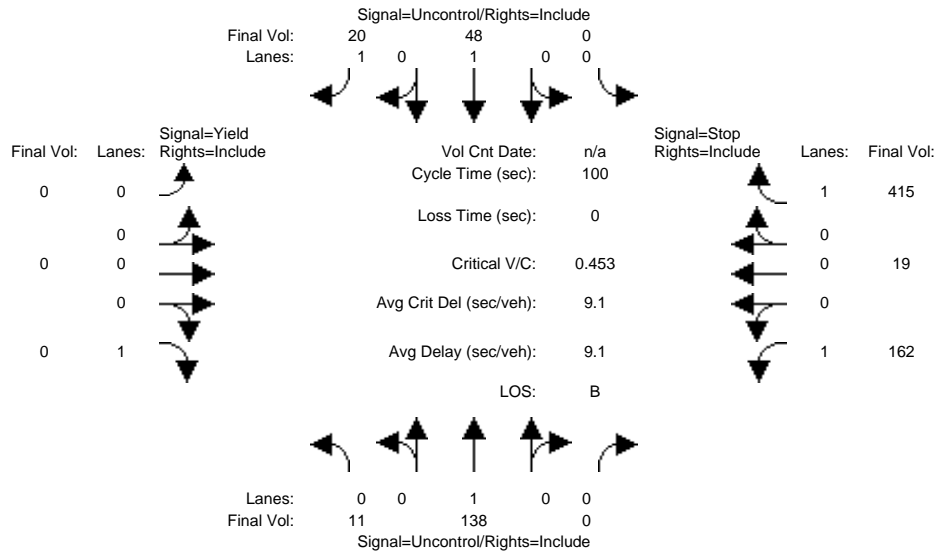 Signal=Uncontrol/Rights=Include
Final Vol: 20 48 0
Lanes: 1 0 1 0 0
Signal=Yield
Final Vol: Lanes: Rights=Include
Vol Cnt Date: n/a
Signal=Stop
Rights=Include Lanes: Final Vol:
Cycle Time (sec): 100
0 0 1 415
Loss Time (sec): 0
0 0
0 0 Critical V/C: 0.453 0 19
0 Avg Crit Del (sec/veh): 9.1 0
0 1 Avg Delay (sec/veh): 9.1 1 162
LOS: B
Lanes: 0 0 1 0 0
Final Vol: 11 138 0
Signal=Uncontrol/Rights=Include